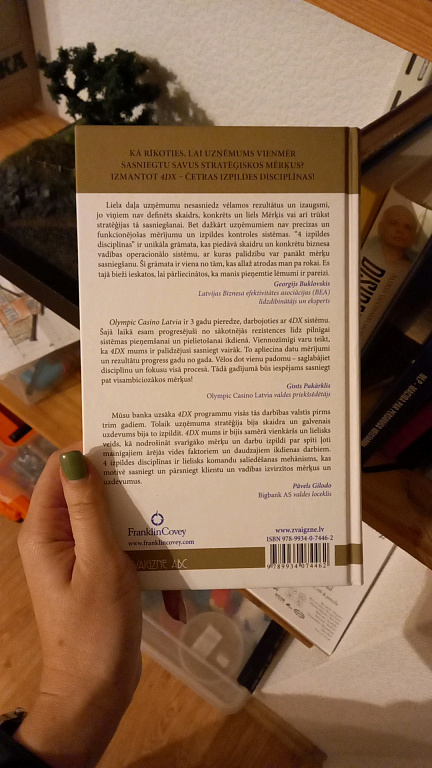 KĀ RĪKOTIES, LAI UZŅĒMUMS VIENMĒR
SASNIEGTU SAVUS STRATĒĢISKOS MĒRĶUS?
IZMANTOT 4DX – ČETRAS IZPILDES DISCIPLĪNAS!
Liela daļa uzņēmumu nesasniedz vēlamos rezultātus un izaugsmi,
jo viņiem nav definēts skaidrs, konkrēts un liels Mērķis vai arī trūkst
stratēģijas tā sasniegšanai. Bet dažkārt uzņēmumiem nav precīzas un
funkcionējošas mērījumu un izpildes kontroles sistēmas. "4 izpildes
disciplīnas" ir unikāla grāmata, kas piedāvā skaidru un konkrētu biznesa
vadības operacionālo sistēmu, ar kuras palīdzību var panākt mērķu
sasniegšanu. Šī grāmata ir viena no tām, kas allaž atrodas man pa rokai. Es
tajā bieži ieskatos, lai pārliecinātos, ka manis pieņemtie lēmumi ir pareizi.
Georgijs Buklovskis
Latvijas Biznesa efektivitātes asociācijas (BEA)
līdzdibinātājs un eksperts
Olympic Casino Latvia ir 3 gadu pieredze, darbojoties ar 4DX sistēmu.
Šajā laikā esam progresējuši no sākotnējās rezistences līdz pilnīgai
sistēmas pieņemšanai un pielietošanai ikdienā. Viennozīmīgi varu teikt,
ka 4DX mums ir palīdzējusi sasniegt vairāk. To apliecina datu mērījumi
un rezultātu progress gadu no gada. Vēlos dot vienu padomu – saglabājiet
disciplīnu un fokusu visā procesā. Tādā gadījumā būs iespējams sasniegt
pat visambiciozākos mērķus!
Gints Pakārklis
Olympic Casino Latvia valdes priekšsēdētājs
Mūsu banka uzsāka 4DX programmu visās tās darbības valstīs pirms
trim gadiem. Tolaik uzņēmuma stratēģija bija skaidra un galvenais
uzdevums bija to izpildīt. 4DX mums ir bijis samērā vienkāršs un lielisks
veids, kā nodrošināt svarīgāko mērķu un darbu izpildi par spīti ļoti
mainīgajiem ārējās vides faktoriem un daudzajiem ikdienas darbiem.
4 izpildes disciplīnas ir lielisks komandu saliedēšanas mehānisms, kas
motivē sasniegt un pārsniegt klientu un vadības izvirzītos mērķus un
uzdevumus.
Pāvels Gilodo
Bigbank AS valdes loceklis
FranklinCovey
www.franklincovey.com
www.zvaigzne.lv
ISBN 978-9934-0-7446-2
9789934074462
ZVAIGZNE ABC